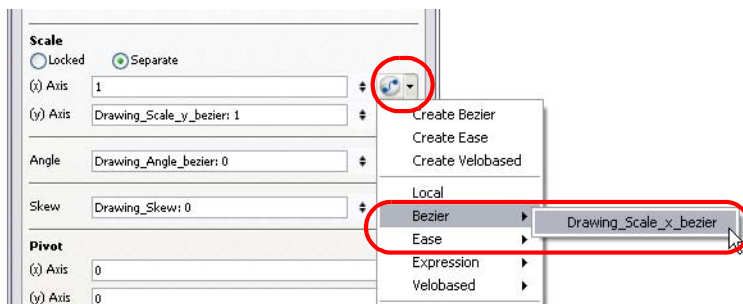 Scale
Locked Separate
(x) Axis 1
(y) Axis Drawing_Scale_y_bezier: 1
Angle Drawing_Angle_bezier: 0
Skew Drawing_Skew: 0
Pivot
(x) Axis 0
(y) Axis 0
Create Bezier
Create Ease
Create Velobased
Local
Bezier
Drawing_Scale_x_bezier
Ease
Expression
Velobased